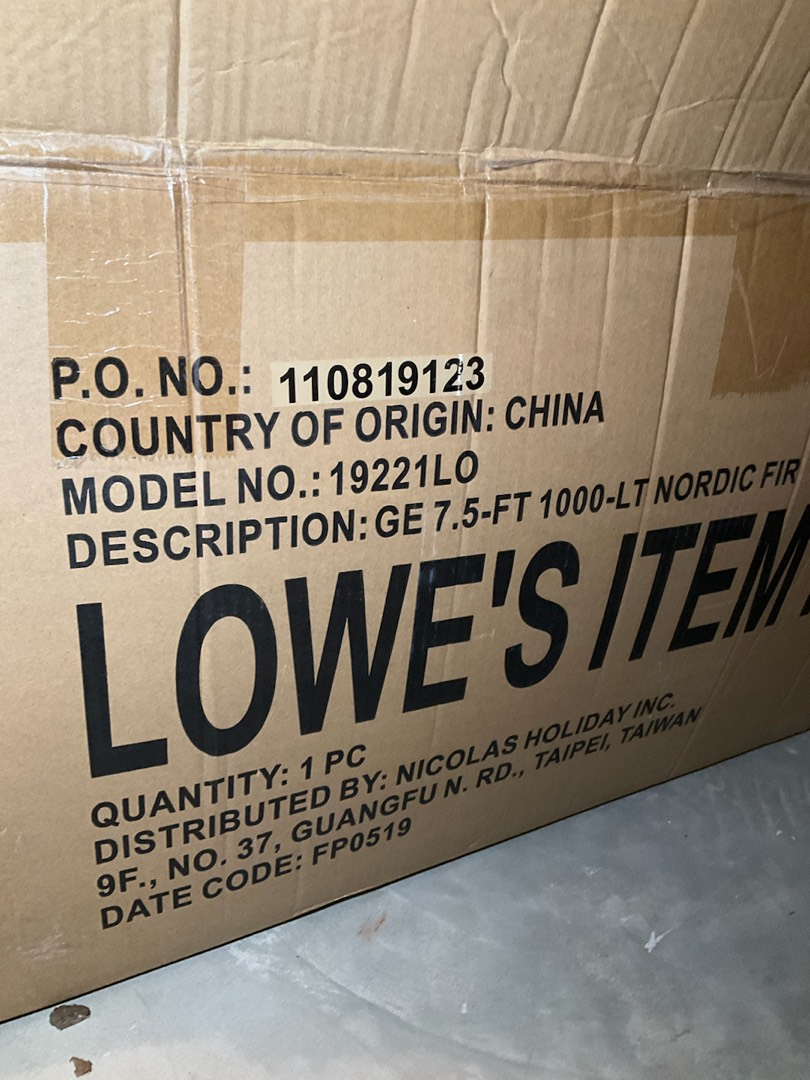 P.O. NO.: 110819123
COUNTRY OF ORIGIN: CHINA
MODEL NO.: 19221LO
DESCRIPTION: GE 7.5-FT 1000-LT NORDIC FIR
LOWE'S ITEM
QUANTITY: 1 PC
DISTRIBUTED BY: NICOLAS HOLIDAY INC.
9F., NO. 37, GUANGFU N. RD., TAIPEI, TAIWAN
DATE CODE: FP0519